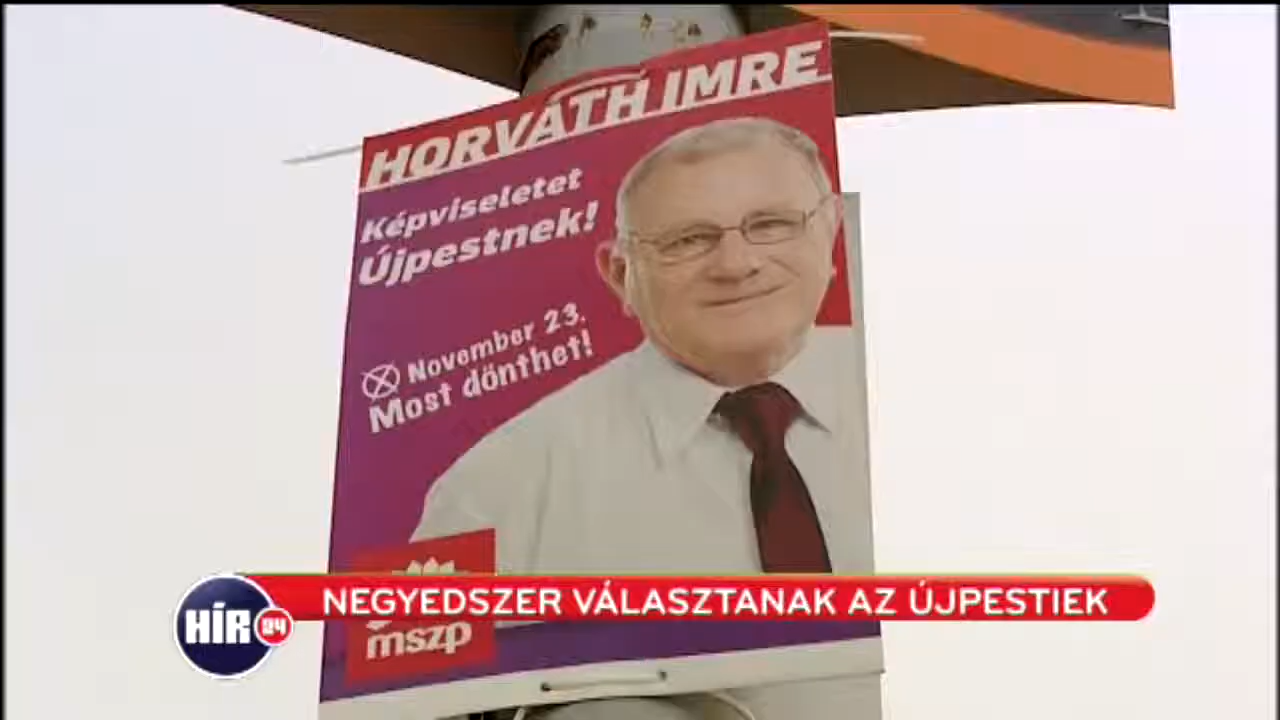 HORVÁTH IMRE
Képviseletet
Újpestnek!
November 23.
Most dönthet!
mszp
HÍR 24
NEGYEDSZER VÁLASZTANAK AZ ÚJPESTIEK